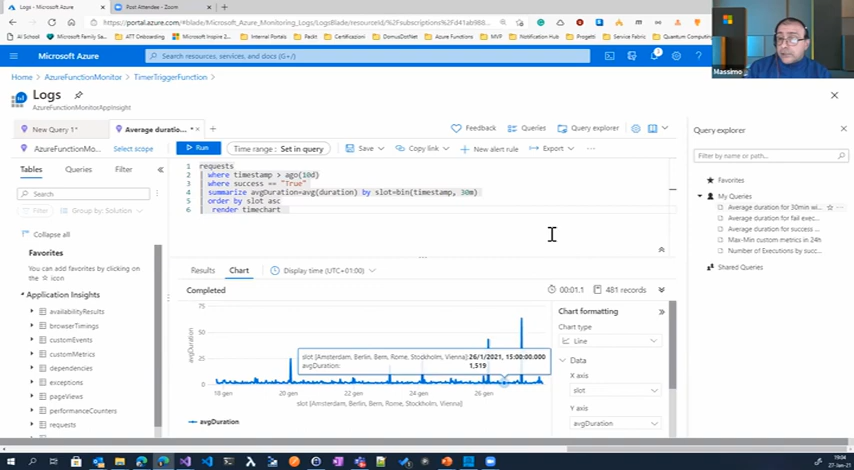 Logs - Microsoft Azure
Post Attendee - Zoom
https://portal.azure.com/#blade/Microsoft_Azure_Monitoring_Logs/LogsBlade/resourceId/%2Fsubscriptions%2F
AI School
Microsoft Family Sa...
ATT Onboarding
Microsoft Inspire 2...
Internal Portals
Packt
Certificazioni
DomusDotNet
Azure Functions
MVP
Notification Hub
Progetti
Service Fabric
Quantum Computing
Microsoft Azure
Search resources, services, and docs (G+/)
Massimo
Home > AzureFunctionMonitor > TimerTriggerFunction >
Logs
AzureFunctionMonitorAppInsight
New Query 1*
Average duratio... *
Feedback
Queries
Query explorer
AzureFunctionMo...
Select scope
Run
Time range : Set in query
Save
Copy link
New alert rule
Export
Tables
Queries
Filter
Search
Filter
Group by: Solution
Collapse all
Favorites
You can add favorites by clicking on
the ☆ icon
Application Insights
availabilityResults
browserTimings
customEvents
customMetrics
dependencies
exceptions
pageViews
performanceCounters
requests
1 requests
2 | where timestamp > ago(10d)
3 | where success == "True"
4 | summarize avgDuration=avg(duration) by slot=bin(timestamp, 30m)
5 | order by slot asc
6 | render timechart
Results
Chart
Display time (UTC+01:00)
Completed
00:01.1
481 records
75
50
25
0
avgDuration
slot [Amsterdam, Berlin, Bern, Rome, Stockholm, Vienna]: 26/1/2021, 15:00:00.000
avgDuration: 1,519
18 gen
20 gen
22 gen
24 gen
26 gen
slot [Amsterdam, Berlin, Bern, Rome, Stockholm, Vienna]
avgDuration
Chart formatting
Chart type
Line
Data
X axis
slot
Y axis
avgDuration
Query explorer
Filter by name or query...
Favorites
My Queries
Average duration for 30min wi...
Average duration for fail exec...
Average duration for success ...
Max-Min custom metrics in 24h
Number of Executions by succ...
Shared Queries
19:04